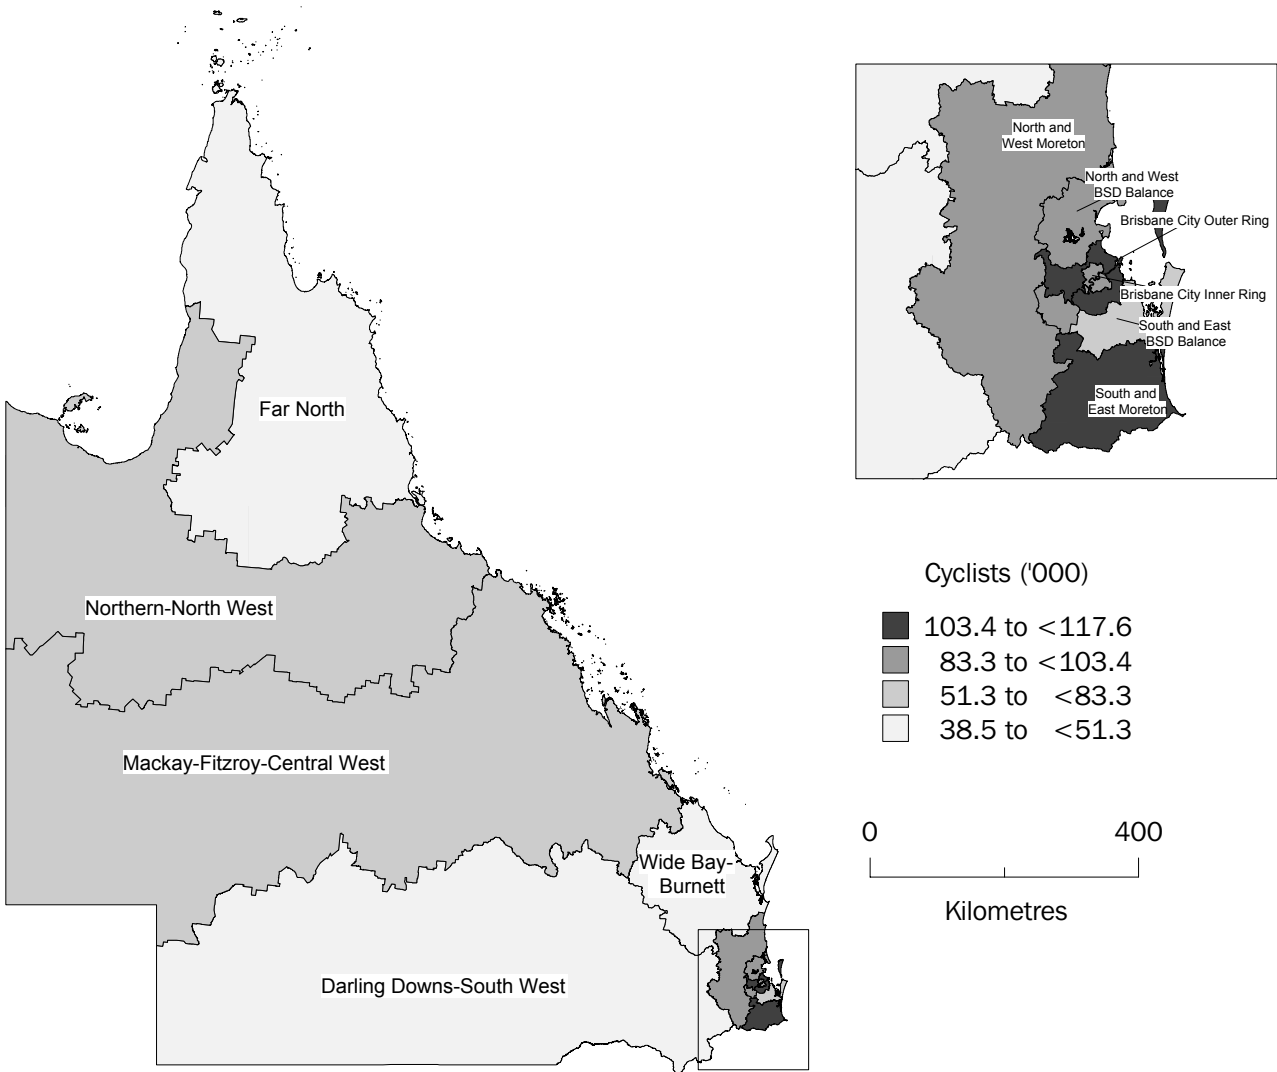 North and
West Moreton
North and West
BSD Balance
Brisbane City Outer Ring
Brisbane City Inner Ring
South and East
BSD Balance
South and
East Moreton
Far North
Northern-North West
Mackay-Fitzroy-Central West
Wide Bay-
Burnett
Darling Downs-South West
Cyclists ('000)
103.4 to <117.6
83.3 to <103.4
51.3 to <83.3
38.5 to <51.3
0 400
Kilometres